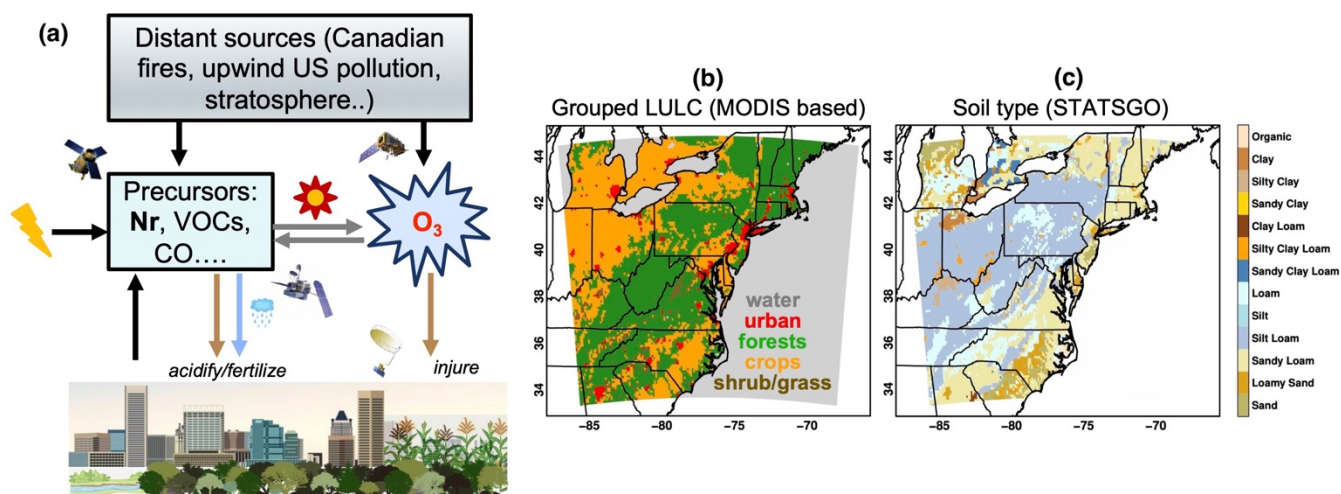 (a)
Distant sources (Canadian
fires, upwind US pollution,
stratosphere..)
Precursors:
Nr, VOCs,
CO....
O₃
acidify/fertilize
injure
(b)
Grouped LULC (MODIS based)
44
42
40
38
36
34
−85
−80
−75
−70
water
urban
forests
crops
shrub/grass
(c)
Soil type (STATSGO)
44
42
40
38
36
34
−85
−80
−75
−70
Organic
Clay
Silty Clay
Sandy Clay
Clay Loam
Silty Clay Loam
Sandy Clay Loam
Loam
Silt
Silt Loam
Sandy Loam
Loamy Sand
Sand